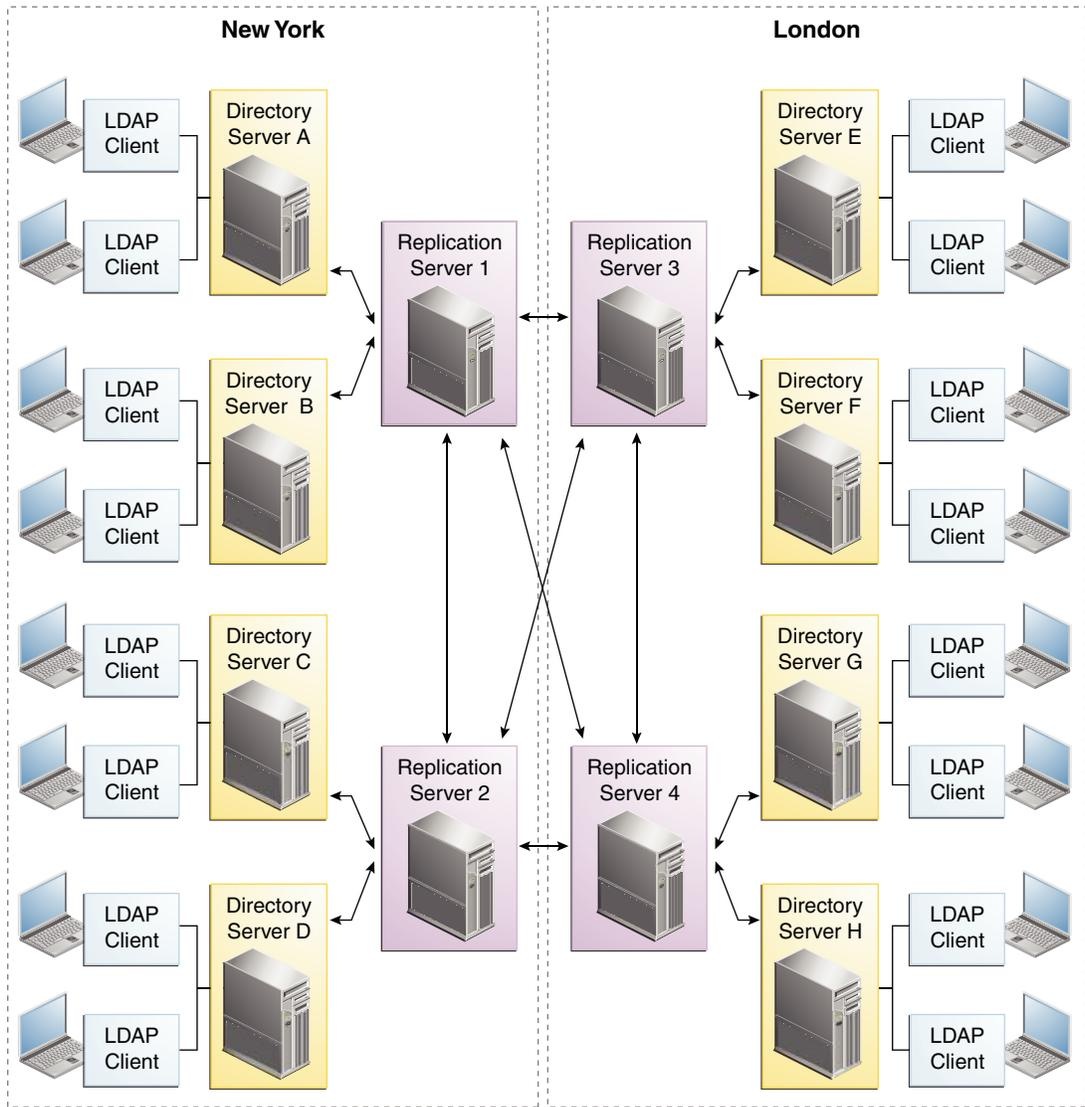 New York
London
LDAP
Client
LDAP
Client
Directory
Server A
Replication
Server 1
Replication
Server 3
Directory
Server E
LDAP
Client
LDAP
Client
LDAP
Client
LDAP
Client
Directory
Server B
Directory
Server F
LDAP
Client
LDAP
Client
LDAP
Client
LDAP
Client
Directory
Server C
Directory
Server G
LDAP
Client
LDAP
Client
Replication
Server 2
Replication
Server 4
LDAP
Client
LDAP
Client
Directory
Server D
Directory
Server H
LDAP
Client
LDAP
Client